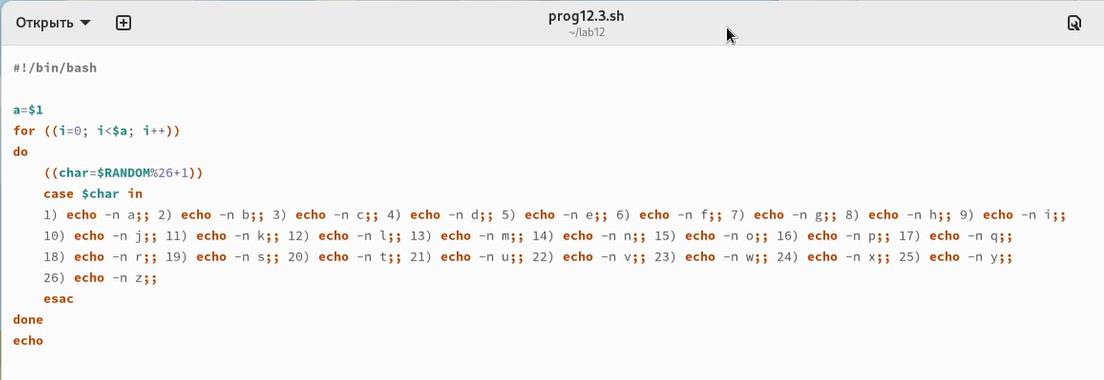 Открыть
prog12.3.sh
~/lab12
#!/bin/bash
a=$1
for ((i=0; i<$a; i++))
do
    ((char=$RANDOM%26+1))
    case $char in
    1) echo -n a;; 2) echo -n b;; 3) echo -n c;; 4) echo -n d;; 5) echo -n e;; 6) echo -n f;; 7) echo -n g;; 8) echo -n h;; 9) echo -n i;;
    10) echo -n j;; 11) echo -n k;; 12) echo -n l;; 13) echo -n m;; 14) echo -n n;; 15) echo -n o;; 16) echo -n p;; 17) echo -n q;;
    18) echo -n r;; 19) echo -n s;; 20) echo -n t;; 21) echo -n u;; 22) echo -n v;; 23) echo -n w;; 24) echo -n x;; 25) echo -n y;;
    26) echo -n z;;
    esac
done
echo